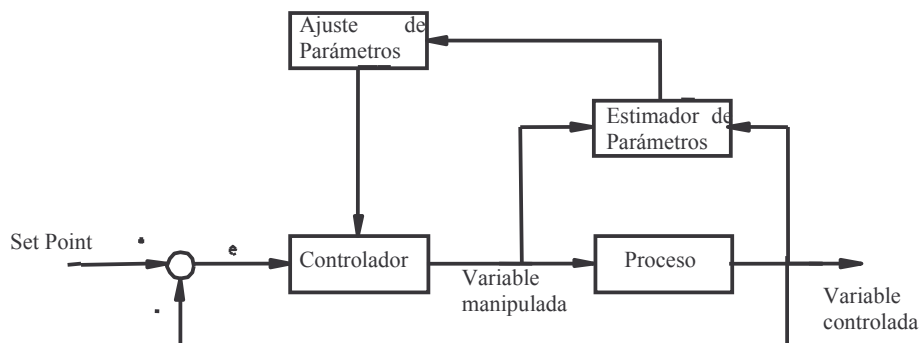 Ajuste de
Parámetros
Estimador de
Parámetros
Set Point
e
Controlador
Proceso
Variable
manipulada
Variable
controlada